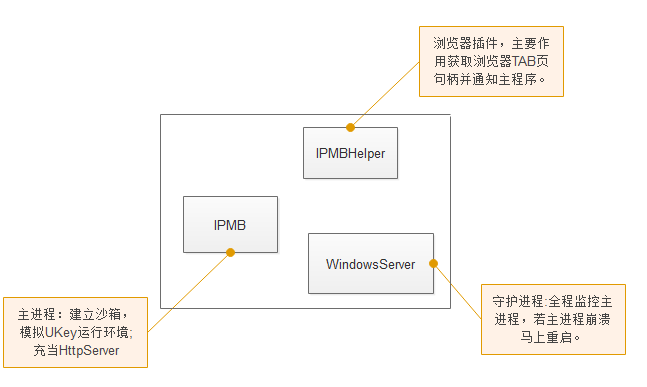 浏览器插件，主要作
用获取浏览器TAB页
句柄并通知主程序。
IPMBHelper
IPMB
WindowsServer
主进程：建立沙箱，
模拟UKey运行环境;
充当HttpServer
守护进程:全程监控主
进程，若主进程崩溃
马上重启。